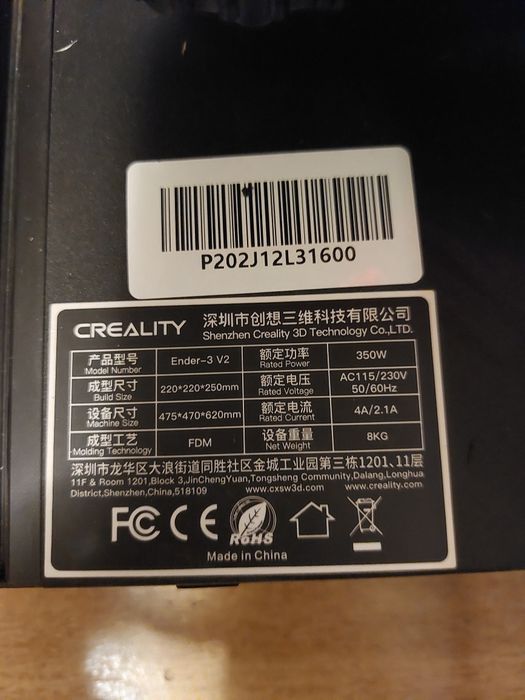 P202J12L31600
CREALITY 深圳市创想三维科技有限公司
Shenzhen Creality 3D Technology Co.,LTD.
产品型号 Ender-3 V2 额定功率 350W
Model Number Rated Power
成型尺寸 220*220*250mm 额定电压 AC115/230V
Build Size Rated Voltage 50/60Hz
设备尺寸 475*470*620mm 额定电流 4A/2.1A
Machine Size Rated Current
成型工艺 FDM 设备重量 8KG
Molding Technology Net Weight
深圳市龙华区大浪街道同胜社区金城工业园第三栋1201、11层
11F & Room 1201,Block 3,JinChengYuan,Tongsheng Community,Dalang,Longhua
District,Shenzhen,China,518109 www.cxsw3d.com www.creality.com
FC CE RoHS
Made in China